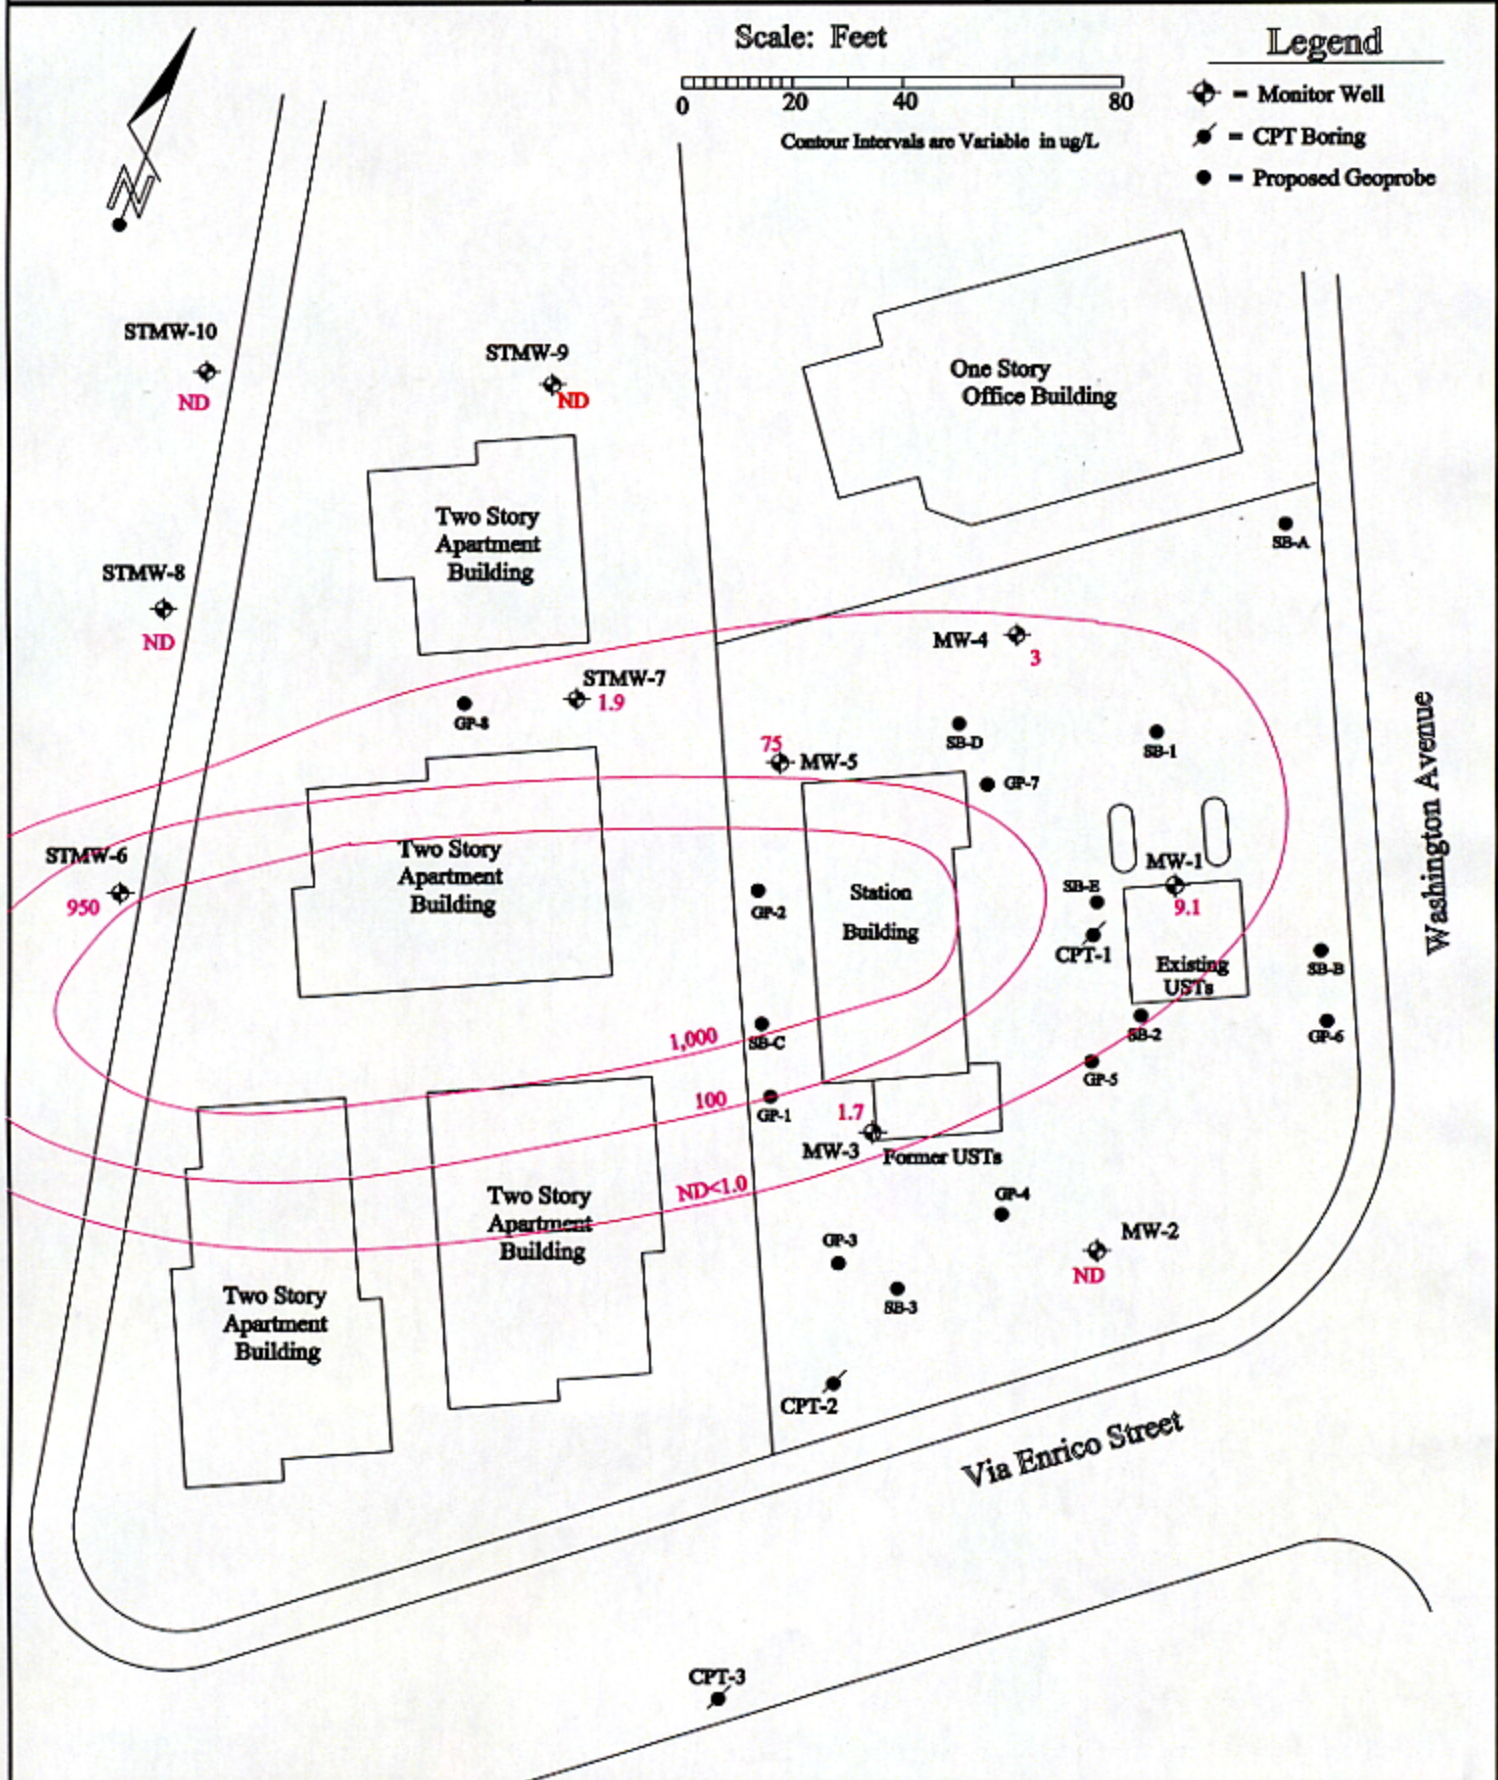 Scale: Feet
0 20 40 80
Contour Intervals are Variable in ug/L
Legend
= Monitor Well
= CPT Boring
= Proposed Geoprobe
N
STMW-10
ND
STMW-9
ND
One Story
Office Building
Two Story
Apartment
Building
SB-A
STMW-8
ND
MW-4
3
STMW-7
1.9
GP-8
75
MW-5
SB-D
SB-1
GP-7
Washington Avenue
STMW-6
950
Two Story
Apartment
Building
GP-2
Station
Building
MW-1
9.1
SB-E
CPT-1
Existing
USTs
SB-B
SB-2
GP-6
1,000
SB-C
GP-5
100
GP-1
1.7
MW-3
Former USTs
ND<1.0
GP-4
Two Story
Apartment
Building
GP-3
MW-2
ND
SB-3
Two Story
Apartment
Building
CPT-2
Via Enrico Street
CPT-3